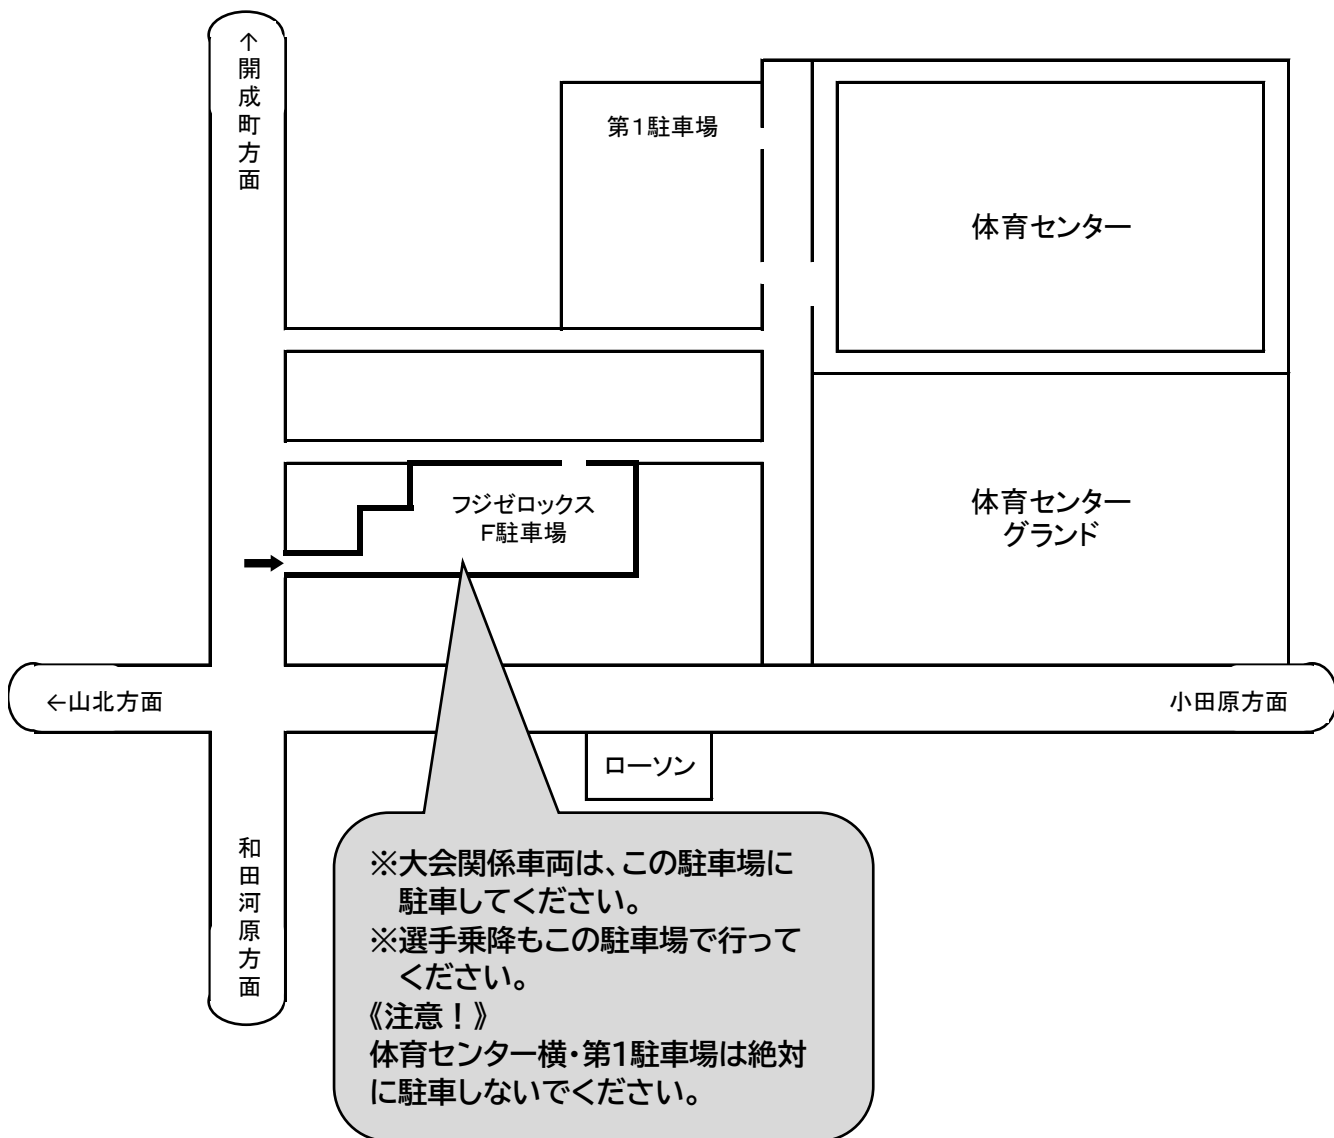 ↑開成町方面
第1駐車場
体育センター
フジゼロックス
F駐車場
体育センター
グランド
←山北方面
小田原方面
ローソン
和田河原方面
※大会関係車両は、この駐車場に
駐車してください。
※選手乗降もこの駐車場で行って
ください。
《注意！》
体育センター横・第1駐車場は絶対
に駐車しないでください。